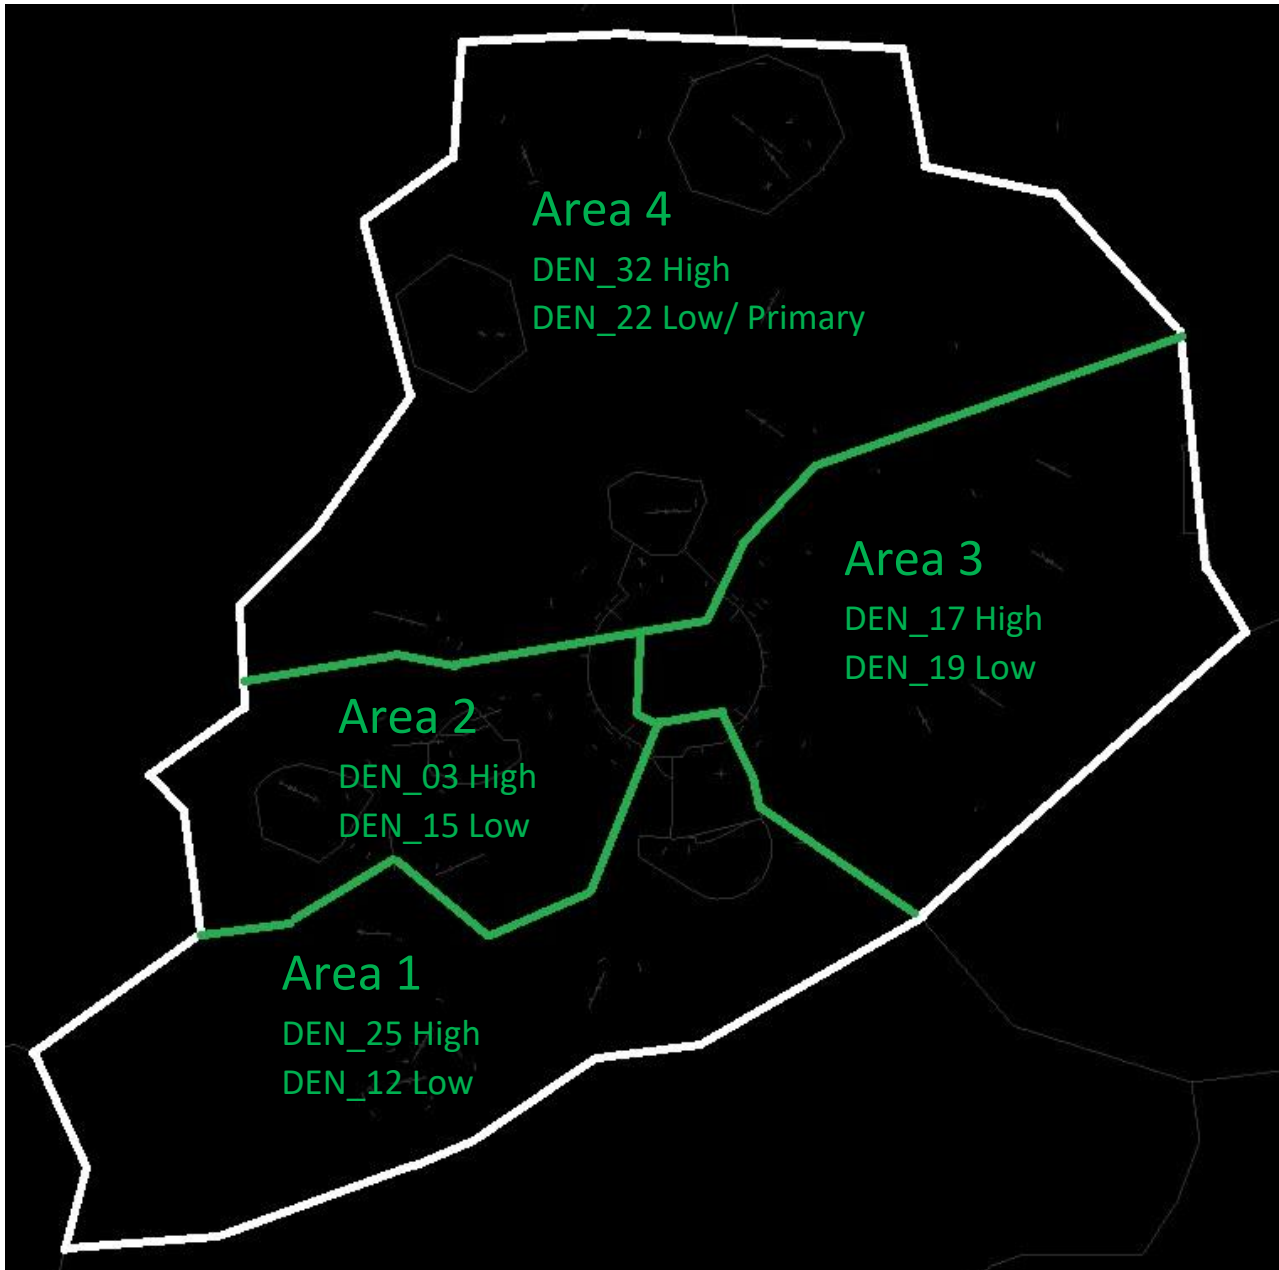 Area 4
DEN_32 High
DEN_22 Low/ Primary
Area 3
DEN_17 High
DEN_19 Low
Area 2
DEN_03 High
DEN_15 Low
Area 1
DEN_25 High
DEN_12 Low